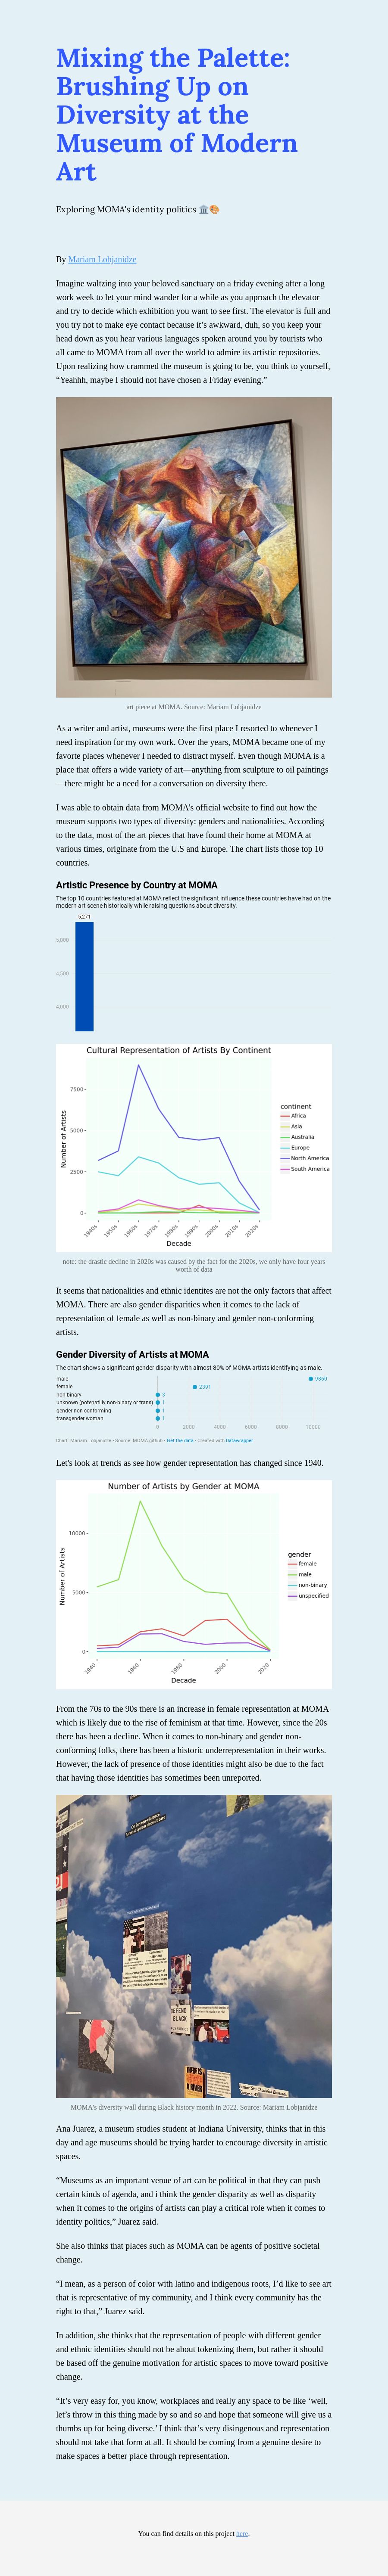 Mixing the Palette:
Brushing Up on
Diversity at the
Museum of Modern
Art
Exploring MOMA's identity politics 🏛️🎨
By Mariam Lobjanidze
Imagine waltzing into your beloved sanctuary on a friday evening after a long
work week to let your mind wander for a while as you approach the elevator
and try to decide which exhibition you want to see first. The elevator is full and
you try not to make eye contact because it's awkward, duh, so you keep your
head down as you hear various languages spoken around you by tourists who
all came to MOMA from all over the world to admire its artistic repositories.
Upon realizing how crammed the museum is going to be, you think to yourself,
“Yeahhh, maybe I should not have chosen a Friday evening.”
art piece at MOMA. Source: Mariam Lobjanidze
As a writer and artist, museums were the first place I resorted to whenever I
need inspiration for my own work. Over the years, MOMA became one of my
favorte places whenever I needed to distract myself. Even though MOMA is a
place that offers a wide variety of art—anything from sculpture to oil paintings
—there might be a need for a conversation on diversity there.
I was able to obtain data from MOMA's official website to find out how the
museum supports two types of diversity: genders and nationalities. According
to the data, most of the art pieces that have found their home at MOMA at
various times, originate from the U.S and Europe. The chart lists those top 10
countries.
Artistic Presence by Country at MOMA
The top 10 countries featured at MOMA reflect the significant influence these countries have had on the
modern art scene historically while raising questions about diversity.
5,271
5,000
4,500
4,000
Cultural Representation of Artists By Continent
Number of Artists
7500
5000
2500
0
1940s
1950s
1960s
1970s
1980s
1990s
2000s
2010s
2020s
Decade
continent
Africa
Asia
Australia
Europe
North America
South America
note: the drastic decline in 2020s was caused by the fact for the 2020s, we only have four years
worth of data
It seems that nationalities and ethnic identites are not the only factors that affect
MOMA. There are also gender disparities when it comes to the lack of
representation of female as well as non-binary and gender non-conforming
artists.
Gender Diversity of Artists at MOMA
The chart shows a significant gender disparity with almost 80% of MOMA artists identifying as male.
male 9860
female 2391
non-binary 3
unknown (potenatilly non-binary or trans) 1
gender non-conforming 1
transgender woman 1
0 2000 4000 6000 8000 10000
Chart: Mariam Lobjanidze • Source: MOMA github • Get the data • Created with Datawrapper
Let's look at trends as see how gender representation has changed since 1940.
Number of Artists by Gender at MOMA
Number of Artists
10000
5000
0
1940
1960
1980
2000
2020
Decade
gender
female
male
non-binary
unspecified
From the 70s to the 90s there is an increase in female representation at MOMA
which is likely due to the rise of feminism at that time. However, since the 20s
there has been a decline. When it comes to non-binary and gender non-
conforming folks, there has been a historic underrepresentation in their works.
However, the lack of presence of those identities might also be due to the fact
that having those identities has sometimes been unreported.
DEFEND
BLACK
MOMA's diversity wall during Black history month in 2022. Source: Mariam Lobjanidze
Ana Juarez, a museum studies student at Indiana University, thinks that in this
day and age museums should be trying harder to encourage diversity in artistic
spaces.
“Museums as an important venue of art can be political in that they can push
certain kinds of agenda, and i think the gender disparity as well as disparity
when it comes to the origins of artists can play a critical role when it comes to
identity politics,” Juarez said.
She also thinks that places such as MOMA can be agents of positive societal
change.
“I mean, as a person of color with latino and indigenous roots, I'd like to see art
that is representative of my community, and I think every community has the
right to that,” Juarez said.
In addition, she thinks that the representation of people with different gender
and ethnic identities should not be about tokenizing them, but rather it should
be based off the genuine motivation for artistic spaces to move toward positive
change.
“It's very easy for, you know, workplaces and really any space to be like ‘well,
let's throw in this thing made by so and so and hope that someone will give us a
thumbs up for being diverse.’ I think that's very disingenous and representation
should not take that form at all. It should be coming from a genuine desire to
make spaces a better place through representation.
You can find details on this project here.